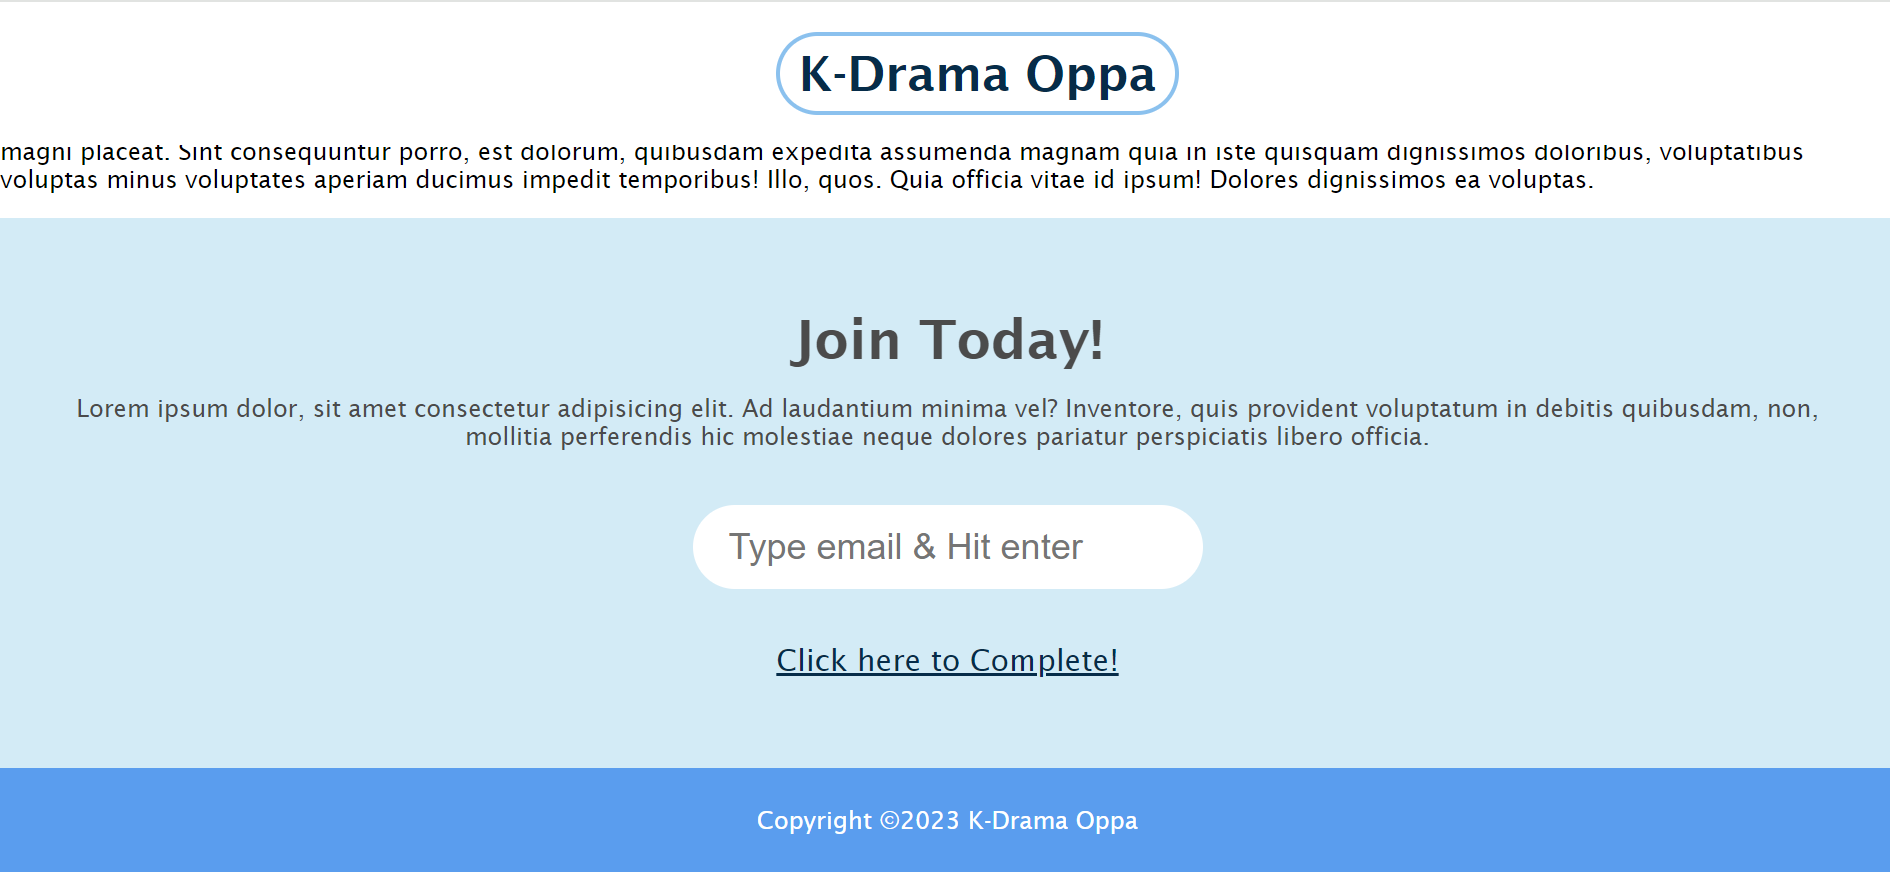 K-Drama Oppa
magni placeat. Sint consequuntur porro, est dolorum, quibusdam expedita assumenda magnam quia in iste quisquam dignissimos doloribus, voluptatibus
voluptas minus voluptates aperiam ducimus impedit temporibus! Illo, quos. Quia officia vitae id ipsum! Dolores dignissimos ea voluptas.
Join Today!
Lorem ipsum dolor, sit amet consectetur adipisicing elit. Ad laudantium minima vel? Inventore, quis provident voluptatum in debitis quibusdam, non,
mollitia perferendis hic molestiae neque dolores pariatur perspiciatis libero officia.
Type email & Hit enter
Click here to Complete!
Copyright ©2023 K-Drama Oppa